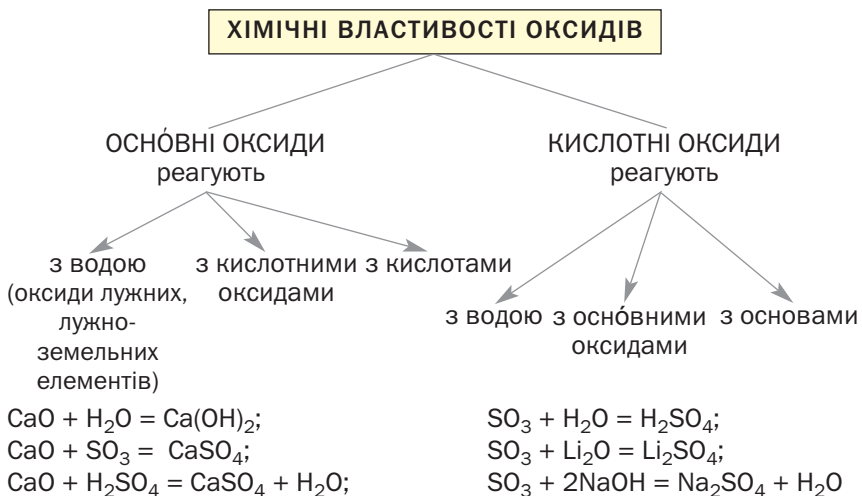 ХІМІЧНІ ВЛАСТИВОСТІ ОКСИДІВ
ОСНО́ВНІ ОКСИДИ
реагують
з водою
(оксиди лужних,
лужно-
земельних
елементів)
з кислотними
оксидами
з кислотами
КИСЛОТНІ ОКСИДИ
реагують
з водою
з осно́вними
оксидами
з основами
CaO + H₂O = Ca(OH)₂;
CaO + SO₃ = CaSO₄;
CaO + H₂SO₄ = CaSO₄ + H₂O;
SO₃ + H₂O = H₂SO₄;
SO₃ + Li₂O = Li₂SO₄;
SO₃ + 2NaOH = Na₂SO₄ + H₂O